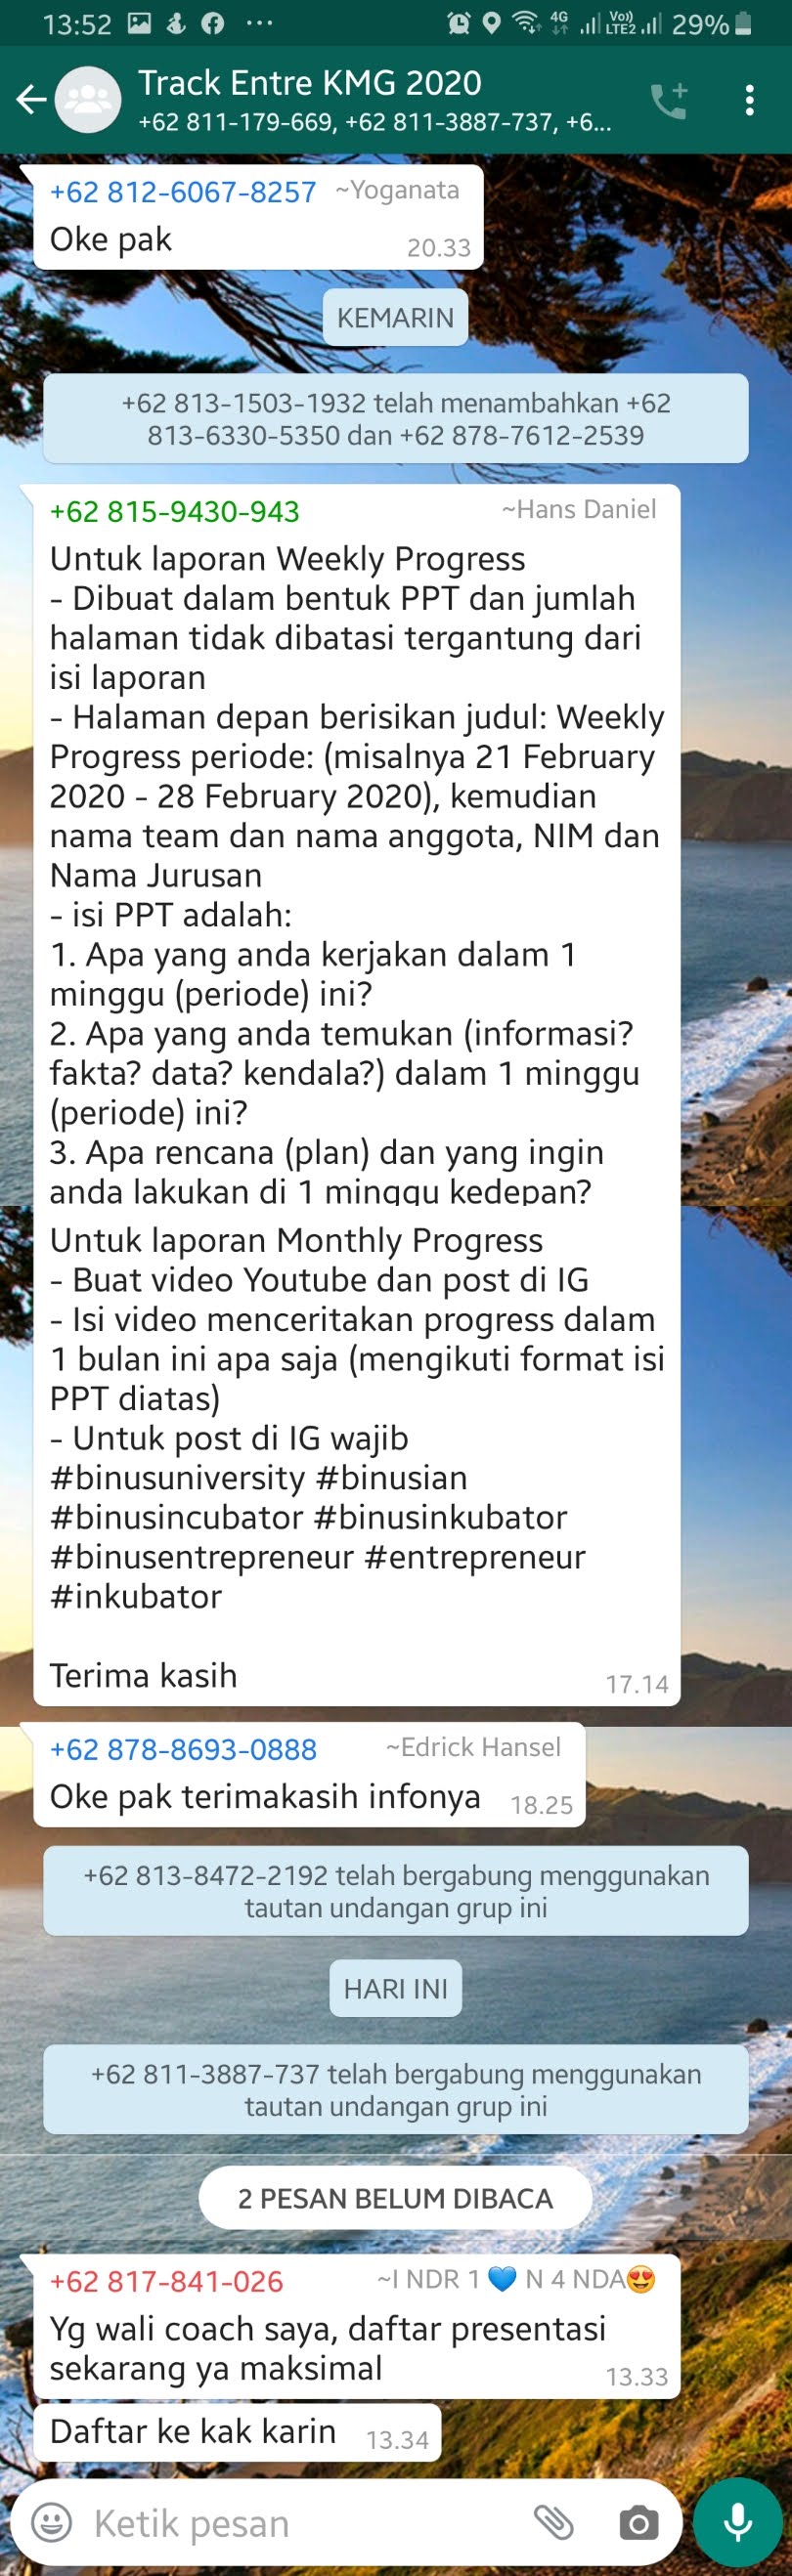 13:52
4G
Vo))
LTE2
29%
Track Entre KMG 2020
+62 811-179-669, +62 811-3887-737, +6...
+62 812-6067-8257 ~Yoganata
Oke pak
20.33
KEMARIN
+62 813-1503-1932 telah menambahkan +62
813-6330-5350 dan +62 878-7612-2539
+62 815-9430-943 ~Hans Daniel
Untuk laporan Weekly Progress
- Dibuat dalam bentuk PPT dan jumlah
halaman tidak dibatasi tergantung dari
isi laporan
- Halaman depan berisikan judul: Weekly
Progress periode: (misalnya 21 February
2020 - 28 February 2020), kemudian
nama team dan nama anggota, NIM dan
Nama Jurusan
- isi PPT adalah:
1. Apa yang anda kerjakan dalam 1
minggu (periode) ini?
2. Apa yang anda temukan (informasi?
fakta? data? kendala?) dalam 1 minggu
(periode) ini?
3. Apa rencana (plan) dan yang ingin
anda lakukan di 1 minggu kedepan?
Untuk laporan Monthly Progress
- Buat video Youtube dan post di IG
- Isi video menceritakan progress dalam
1 bulan ini apa saja (mengikuti format isi
PPT diatas)
- Untuk post di IG wajib
#binusuniversity #binusian
#binusincubator #binusinkubator
#binusentrepreneur #entrepreneur
#inkubator
Terima kasih
17.14
+62 878-8693-0888 ~Edrick Hansel
Oke pak terimakasih infonya
18.25
+62 813-8472-2192 telah bergabung menggunakan
tautan undangan grup ini
HARI INI
+62 811-3887-737 telah bergabung menggunakan
tautan undangan grup ini
2 PESAN BELUM DIBACA
+62 817-841-026 ~I NDR 1 💙 N 4 NDA😍
Yg wali coach saya, daftar presentasi
sekarang ya maksimal
13.33
Daftar ke kak karin
13.34
Ketik pesan